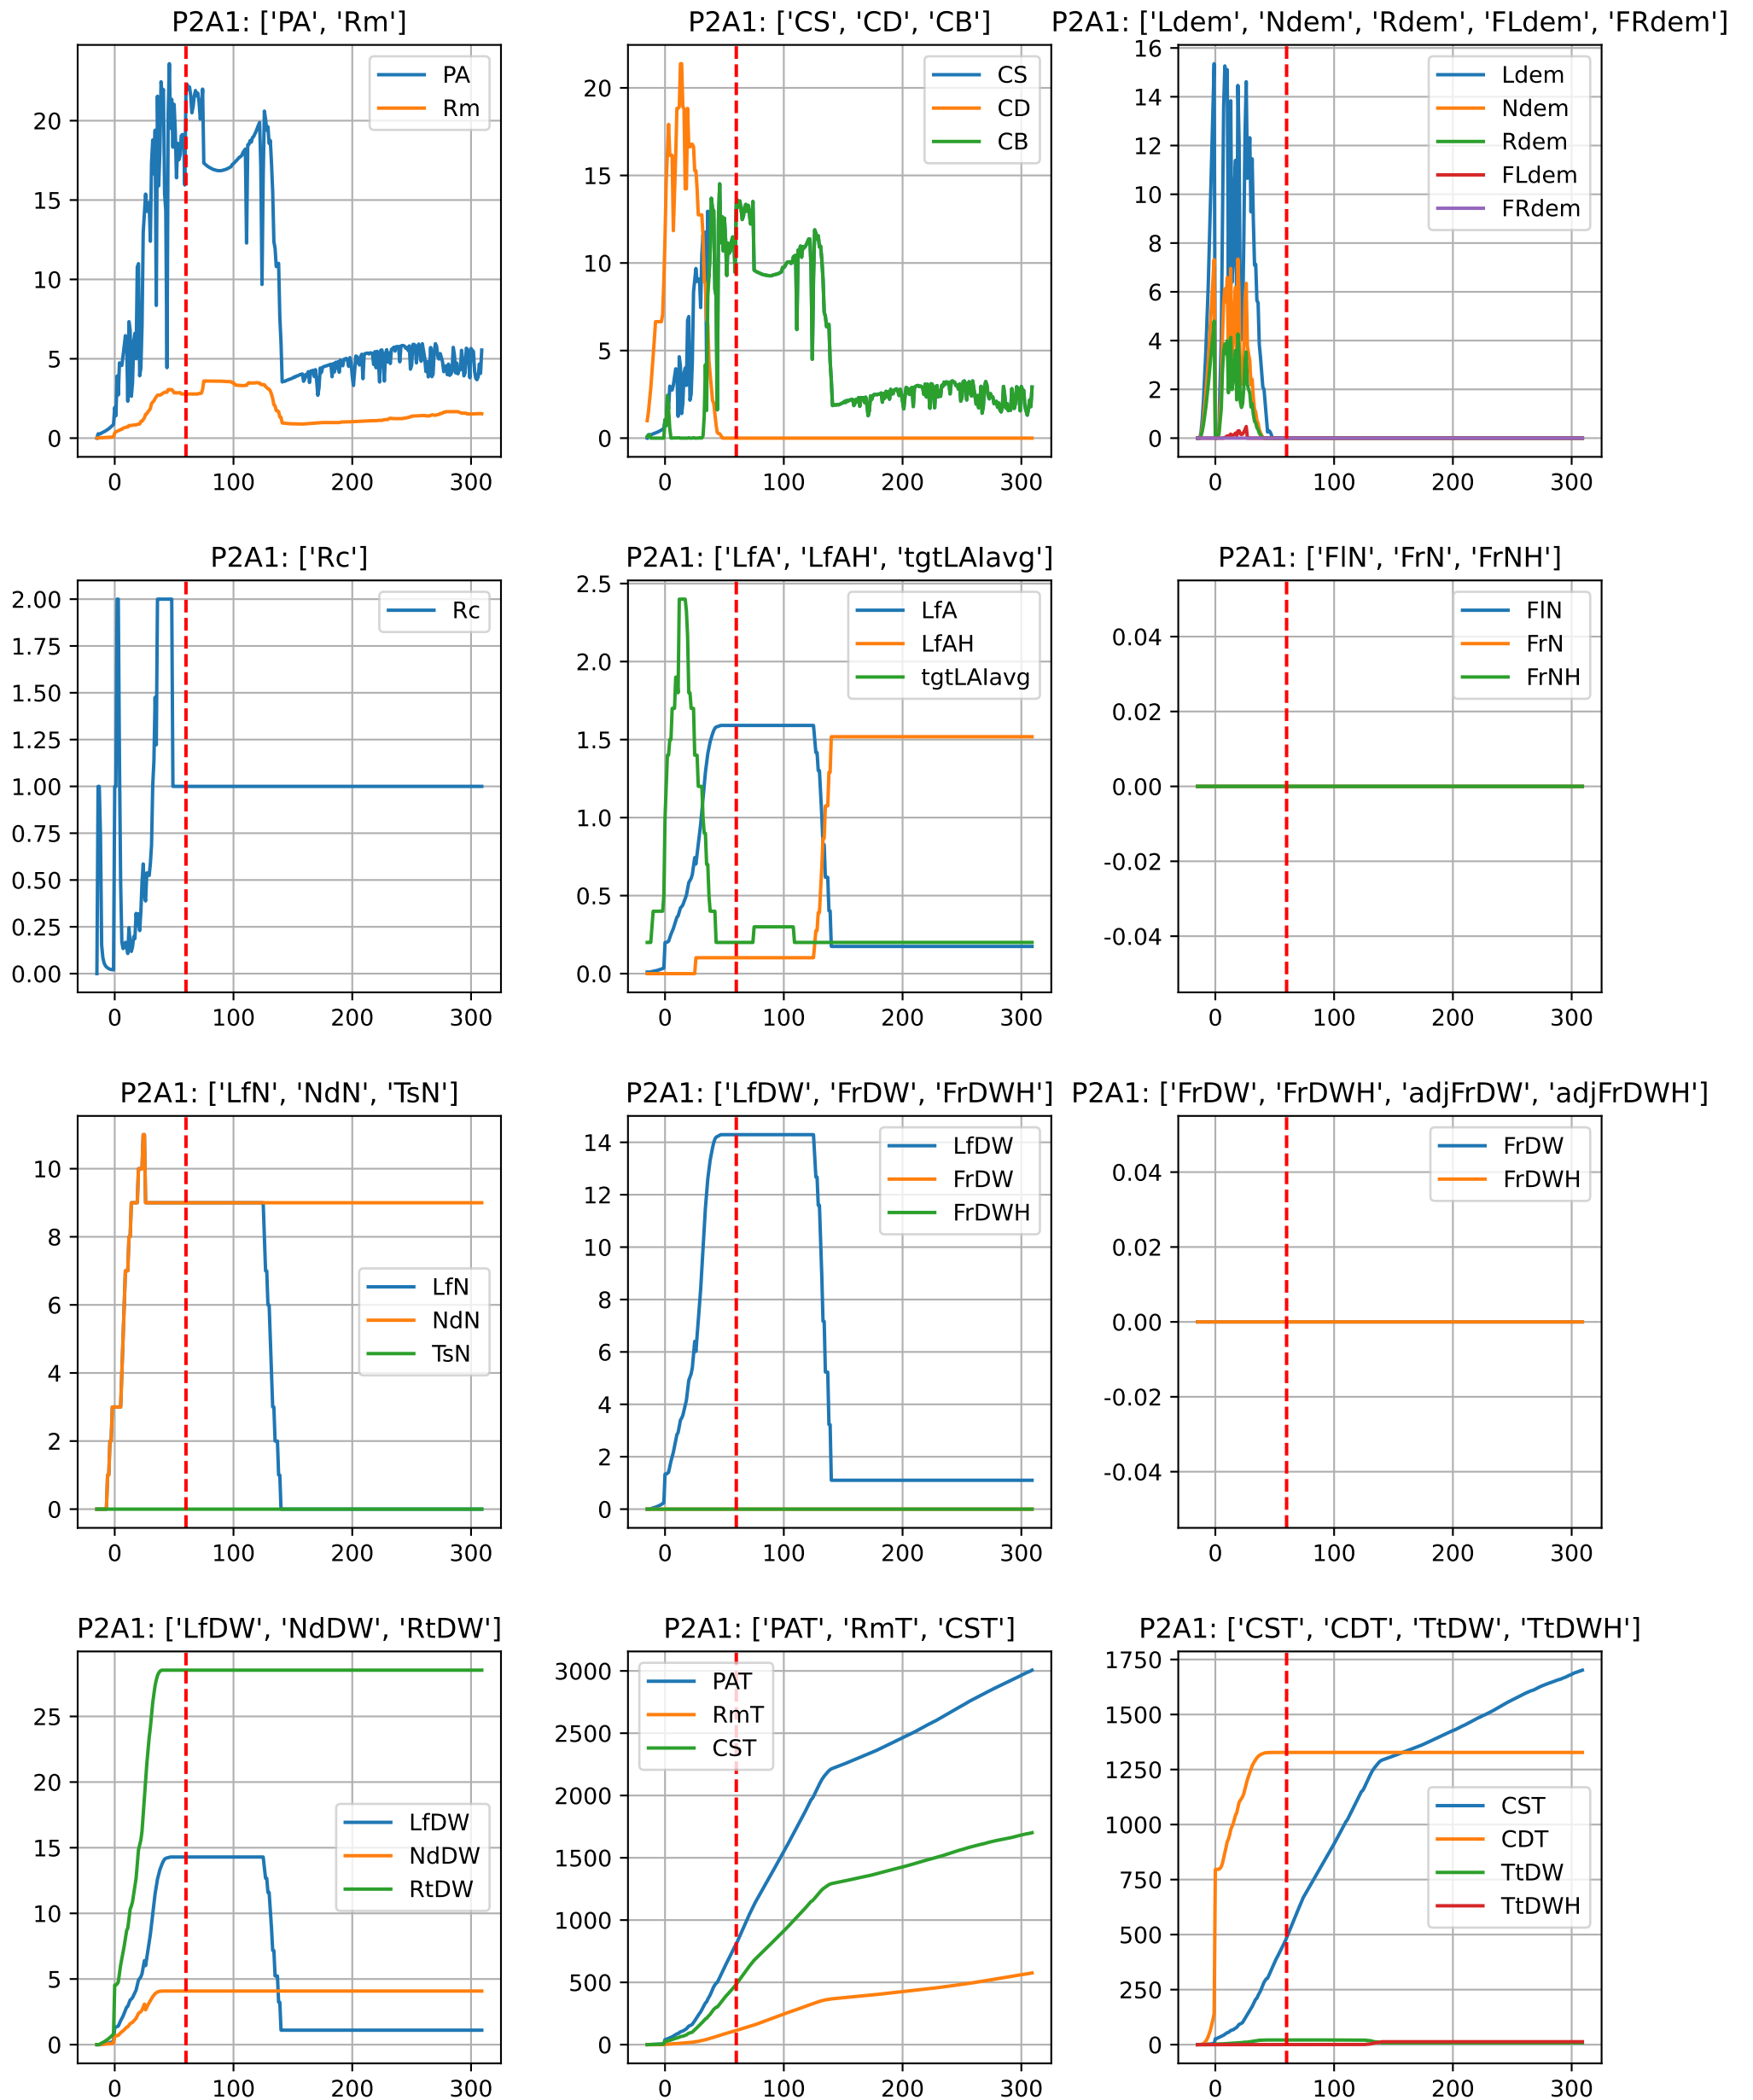 P2A1: ['PA', 'Rm']
PA
Rm
20
15
10
5
0
0 100 200 300
P2A1: ['CS', 'CD', 'CB']
CS
CD
CB
20
15
10
5
0
0 100 200 300
P2A1: ['Ldem', 'Ndem', 'Rdem', 'FLdem', 'FRdem']
Ldem
Ndem
Rdem
FLdem
FRdem
16
14
12
10
8
6
4
2
0
0 100 200 300
P2A1: ['Rc']
Rc
2.00
1.75
1.50
1.25
1.00
0.75
0.50
0.25
0.00
0 100 200 300
P2A1: ['LfA', 'LfAH', 'tgtLAIavg']
LfA
LfAH
tgtLAIavg
2.5
2.0
1.5
1.0
0.5
0.0
0 100 200 300
P2A1: ['FlN', 'FrN', 'FrNH']
FlN
FrN
FrNH
0.04
0.02
0.00
-0.02
-0.04
0 100 200 300
P2A1: ['LfN', 'NdN', 'TsN']
LfN
NdN
TsN
10
8
6
4
2
0
0 100 200 300
P2A1: ['LfDW', 'FrDW', 'FrDWH']
LfDW
FrDW
FrDWH
14
12
10
8
6
4
2
0
0 100 200 300
P2A1: ['FrDW', 'FrDWH', 'adjFrDW', 'adjFrDWH']
FrDW
FrDWH
0.04
0.02
0.00
-0.02
-0.04
0 100 200 300
P2A1: ['LfDW', 'NdDW', 'RtDW']
LfDW
NdDW
RtDW
25
20
15
10
5
0
0 100 200 300
P2A1: ['PAT', 'RmT', 'CST']
PAT
RmT
CST
3000
2500
2000
1500
1000
500
0
0 100 200 300
P2A1: ['CST', 'CDT', 'TtDW', 'TtDWH']
CST
CDT
TtDW
TtDWH
1750
1500
1250
1000
750
500
250
0
0 100 200 300